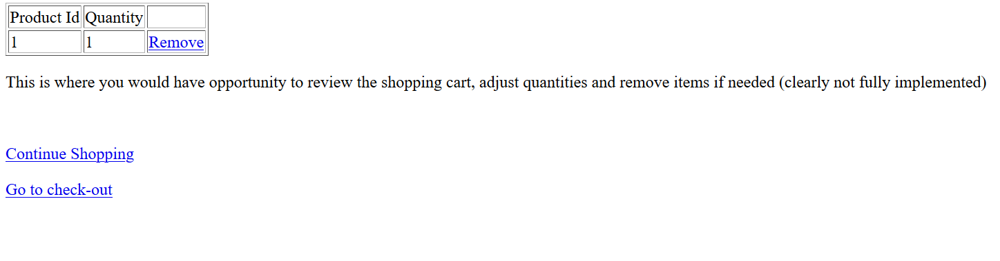 Product Id Quantity
1 1 Remove
This is where you would have opportunity to review the shopping cart, adjust quantities and remove items if needed (clearly not fully implemented)
Continue Shopping
Go to check-out